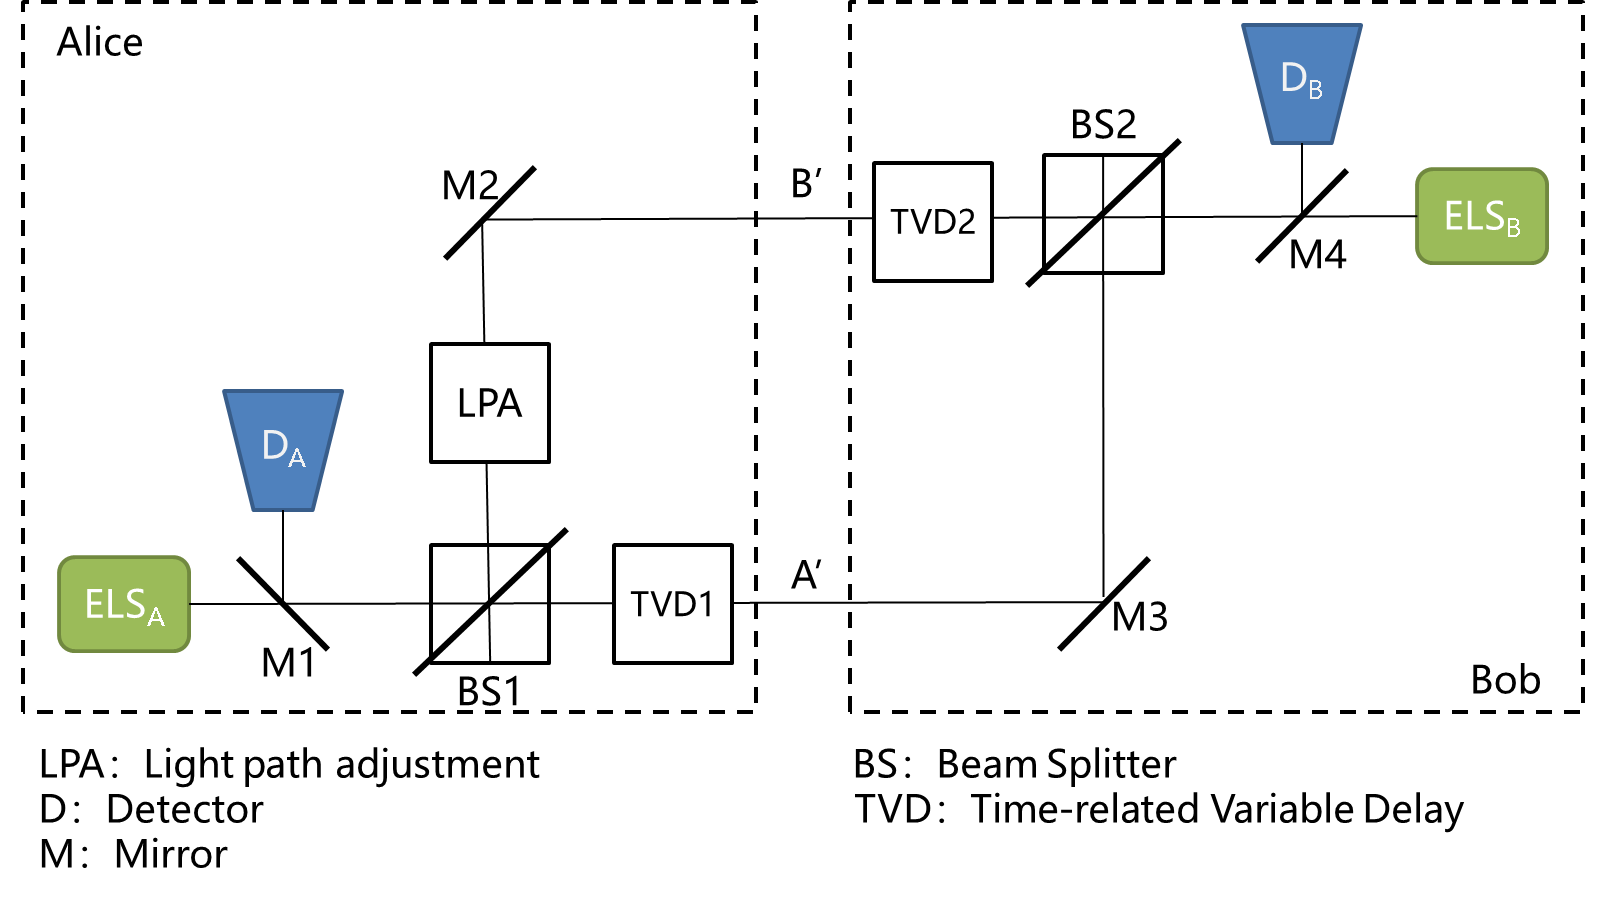 Alice
D_B
BS2
M2
B′
TVD2
ELS_B
M4
LPA
D_A
A′
ELS_A
TVD1
M3
M1
BS1
Bob
LPA：Light path adjustment
D：Detector
M：Mirror
BS：Beam Splitter
TVD：Time-related Variable Delay